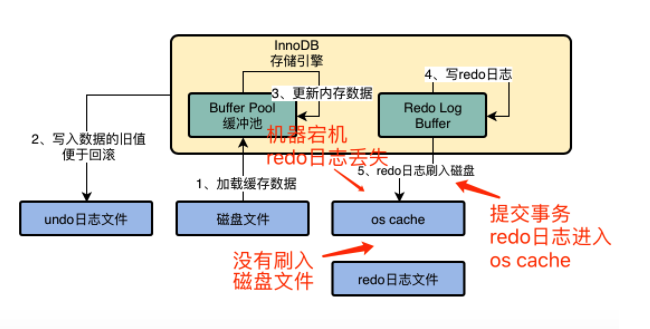 InnoDB
存储引擎
4、写redo日志
3、更新内存数据
Buffer Pool
缓冲池
Redo Log
Buffer
2、写入数据的旧值
便于回滚
机器宕机
redo日志丢失
5、redo日志刷入磁盘
1、加载缓存数据
undo日志文件
磁盘文件
os cache
提交事务
redo日志进入
os cache
没有刷入
磁盘文件
redo日志文件